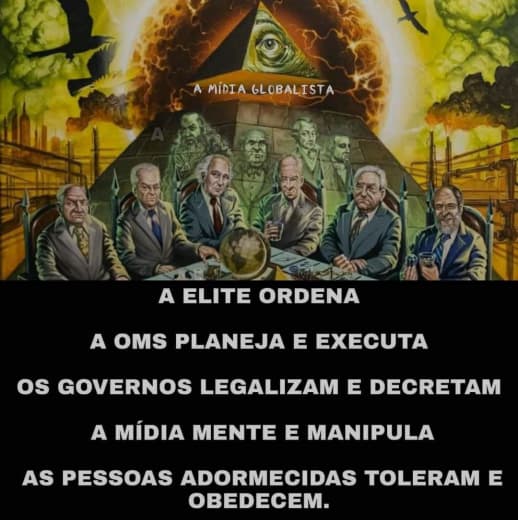 A MÍDIA GLOBALISTA
A ELITE ORDENA
A OMS PLANEJA E EXECUTA
OS GOVERNOS LEGALIZAM E DECRETAM
A MÍDIA MENTE E MANIPULA
AS PESSOAS ADORMECIDAS TOLERAM E
OBEDECEM.